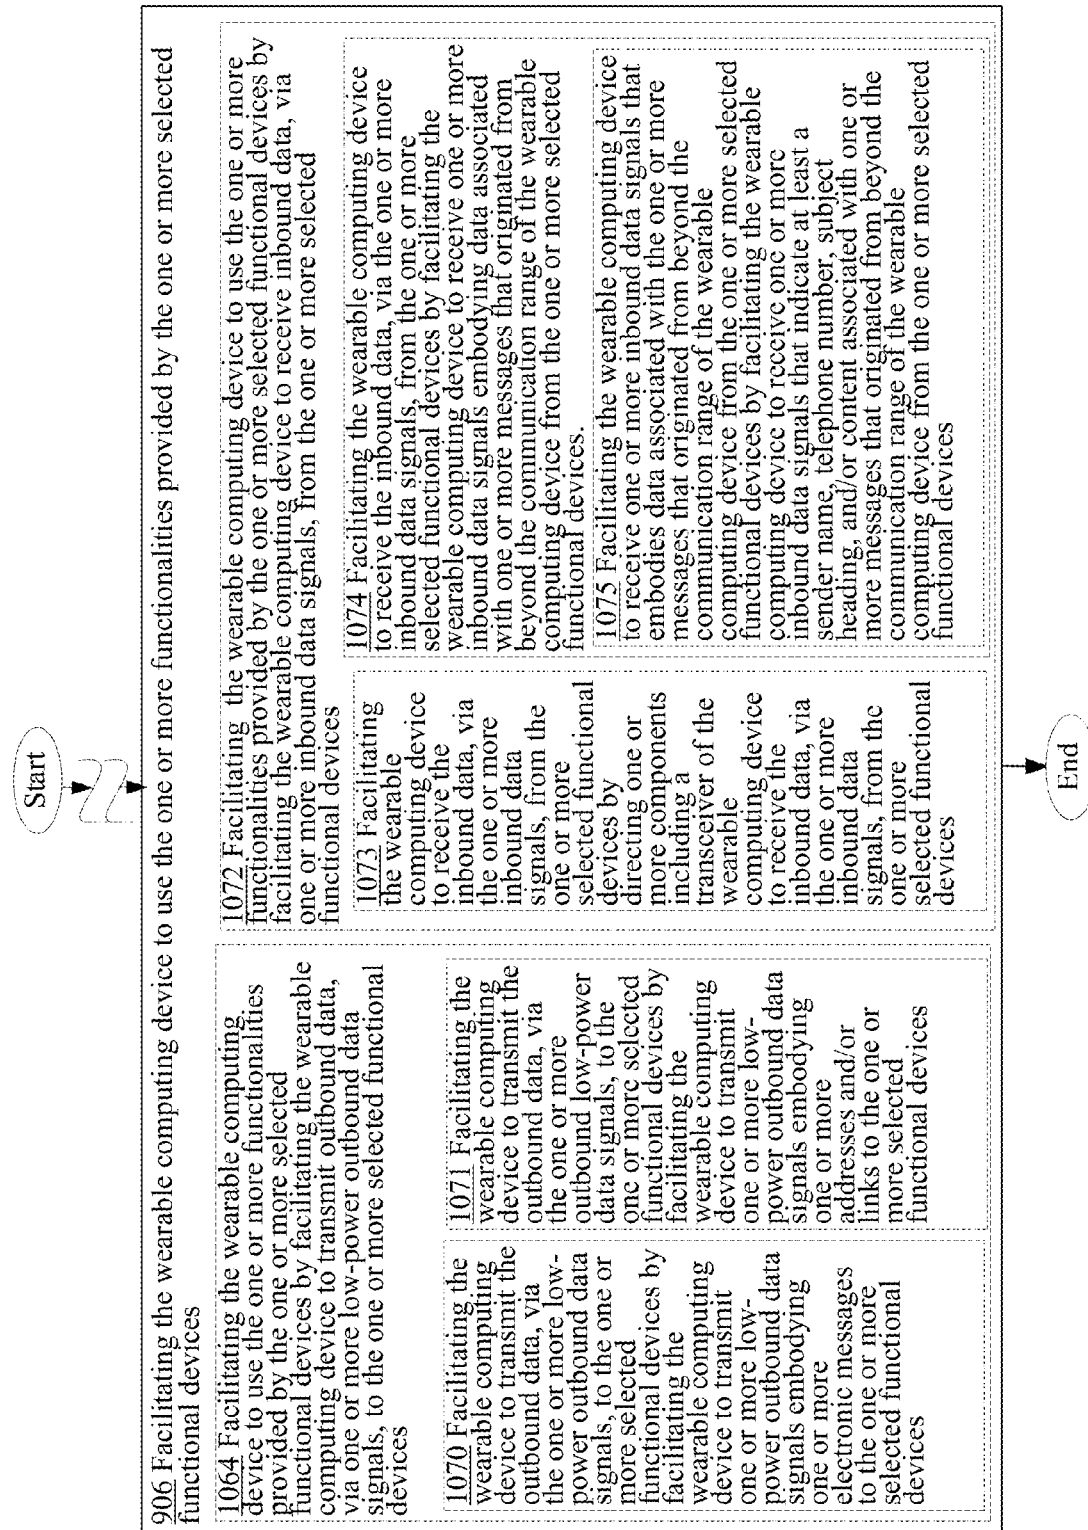 Start
906 Facilitating the wearable computing device to use the one or more functionalities provided by the one or more selected
functional devices
1064 Facilitating the wearable computing
device to use the one or more functionalities
provided by the one or more selected
functional devices by facilitating the wearable
computing device to transmit outbound data,
via one or more low-power outbound data
signals, to the one or more selected functional
devices
1070 Facilitating the
wearable computing
device to transmit the
outbound data, via
the one or more low-
power outbound data
signals, to the one or
more selected
functional devices by
facilitating the
wearable computing
device to transmit
one or more low-
power outbound data
signals embodying
one or more
electronic messages
to the one or more
selected functional
devices
1071 Facilitating the
wearable computing
device to transmit the
outbound data, via
the one or more
outbound low-power
data signals, to the
one or more selected
functional devices by
facilitating the
wearable computing
device to transmit
one or more low-
power outbound data
signals embodying
one or more
addresses and/or
links to the one or
more selected
functional devices
1072 Facilitating the wearable computing device to use the one or more
functionalities provided by the one or more selected functional devices by
facilitating the wearable computing device to receive inbound data, via
one or more inbound data signals, from the one or more selected
functional devices
1073 Facilitating
the wearable
computing device
to receive the
inbound data, via
the one or more
inbound data
signals, from the
one or more
selected functional
devices by
directing one or
more components
including a
transceiver of the
wearable
computing device
to receive the
inbound data, via
the one or more
inbound data
signals, from the
one or more
selected functional
devices
1074 Facilitating the wearable computing device
to receive the inbound data, via the one or more
inbound data signals, from the one or more
selected functional devices by facilitating the
wearable computing device to receive one or more
inbound data signals embodying data associated
with one or more messages that originated from
beyond the communication range of the wearable
computing device from the one or more selected
functional devices.
1075 Facilitating the wearable computing device
to receive one or more inbound data signals that
embodies data associated with the one or more
messages that originated from beyond the
communication range of the wearable
computing device from the one or more selected
functional devices by facilitating the wearable
computing device to receive one or more
inbound data signals that indicate at least a
sender name, telephone number, subject
heading, and/or content associated with one or
more messages that originated from beyond the
communication range of the wearable
computing device from the one or more selected
functional devices
End